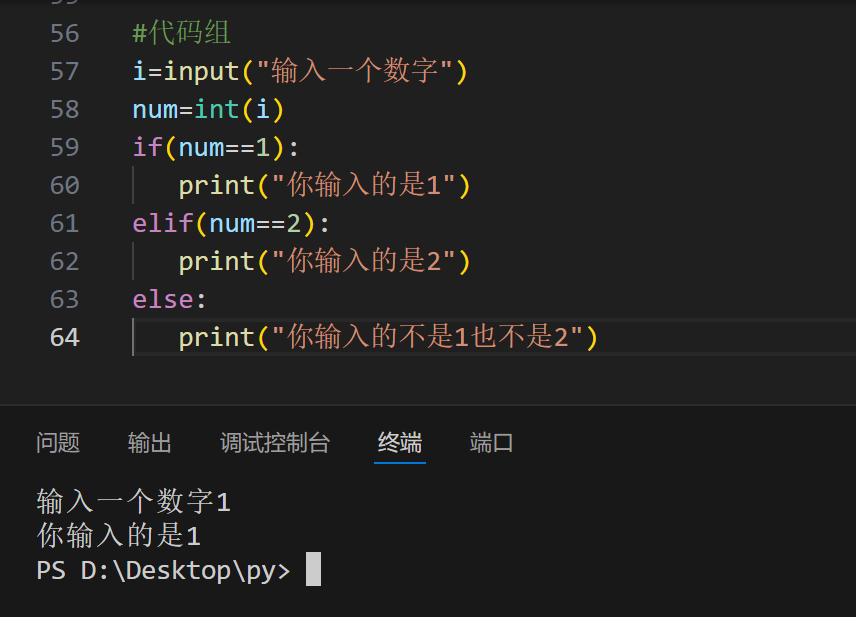 56 #代码组
57 i=input("输入一个数字")
58 num=int(i)
59 if(num==1):
60    print("你输入的是1")
61 elif(num==2):
62    print("你输入的是2")
63 else:
64    print("你输入的不是1也不是2")
问题 输出 调试控制台 终端 端口
输入一个数字1
你输入的是1
PS D:\Desktop\py>